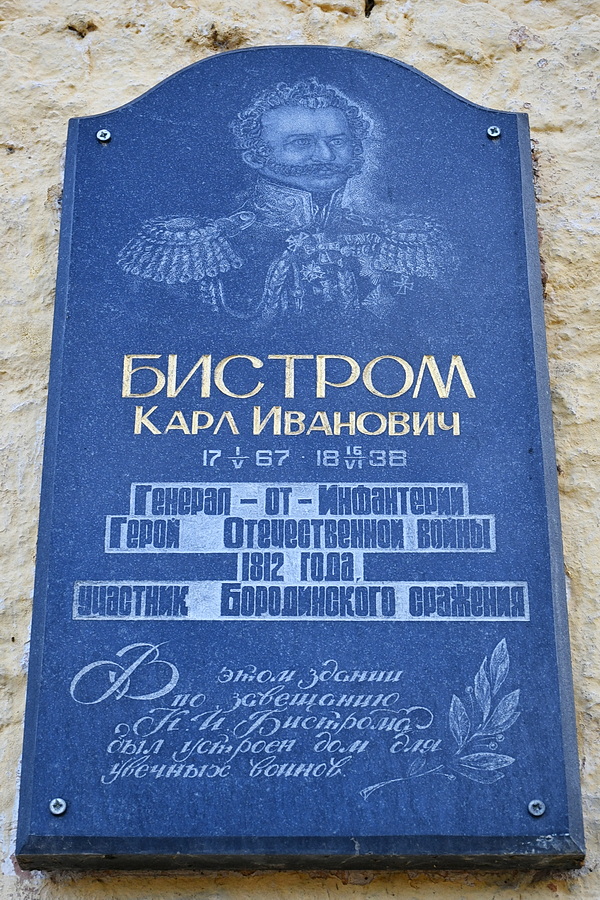 БИСТРОМ
КАРЛ ИВАНОВИЧ
17 I/V 67 · 18 16/VI 38
Генерал – от – Инфантерии
Герой Отечественной войны
1812 года
участник Бородинского сражения
В этом здании
по завещанию
К. И. Бистрома
был устроен дом для
увечных воинов